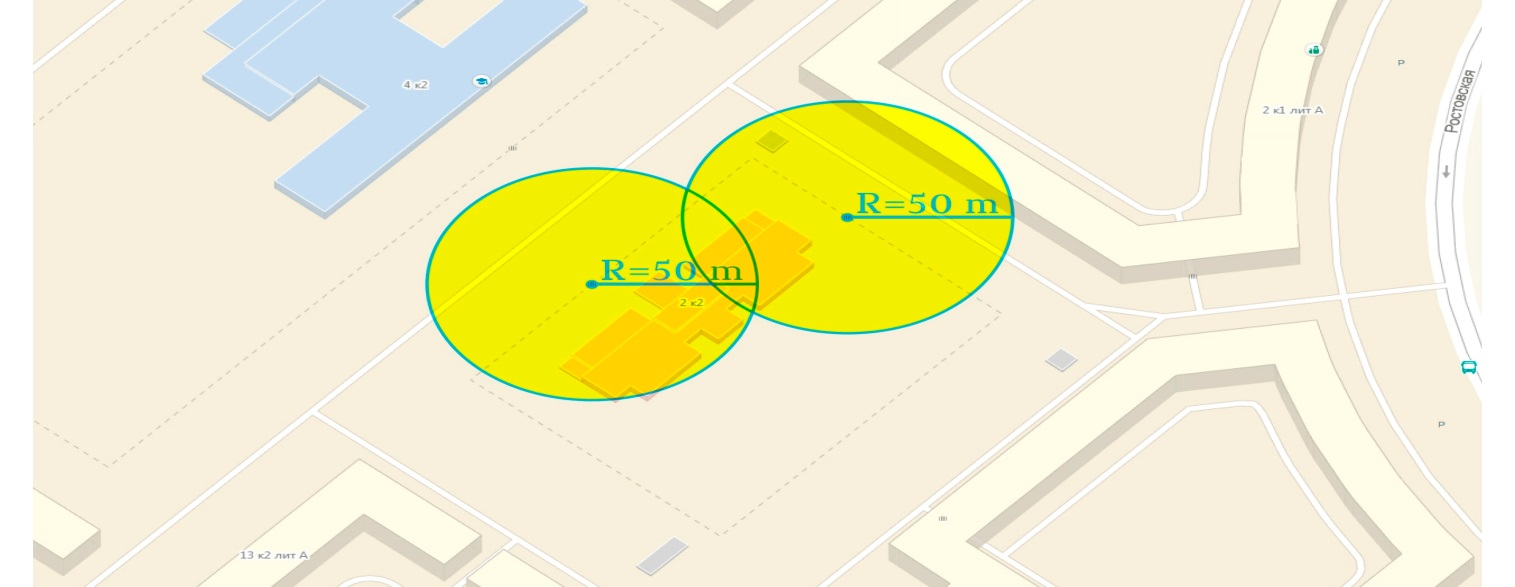 4 к2
Р
2 к1 лит А
Ростовская
R=50 m
R=50 m
2 к2
Р
13 к2 лит А